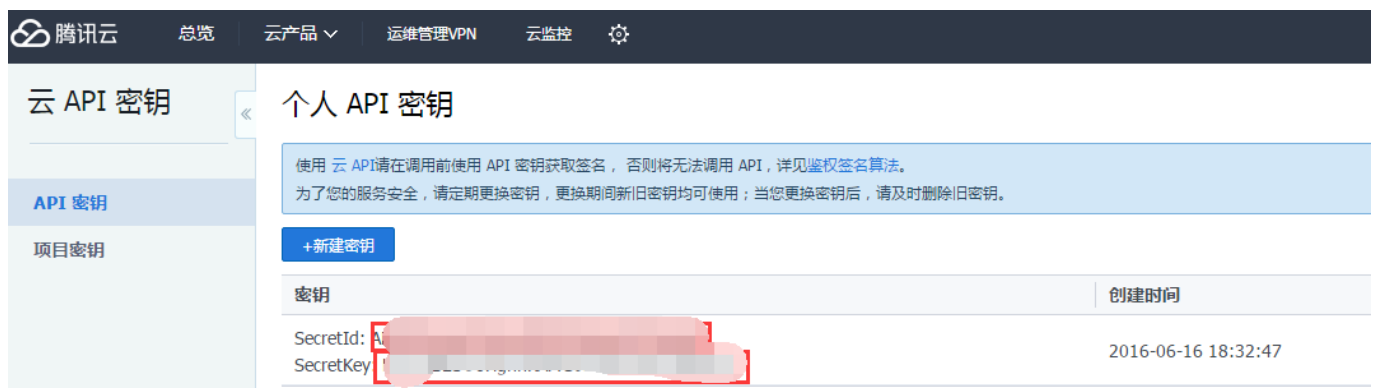 腾讯云 总览 云产品 运维管理VPN 云监控
云 API 密钥
个人 API 密钥
使用 云 API请在调用前使用 API 密钥获取签名，否则将无法调用 API，详见鉴权签名算法。
为了您的服务安全，请定期更换密钥，更换期间新旧密钥均可使用；当您更换密钥后，请及时删除旧密钥。
API 密钥
项目密钥
+新建密钥
密钥 创建时间
SecretId:
SecretKey:
2016-06-16 18:32:47